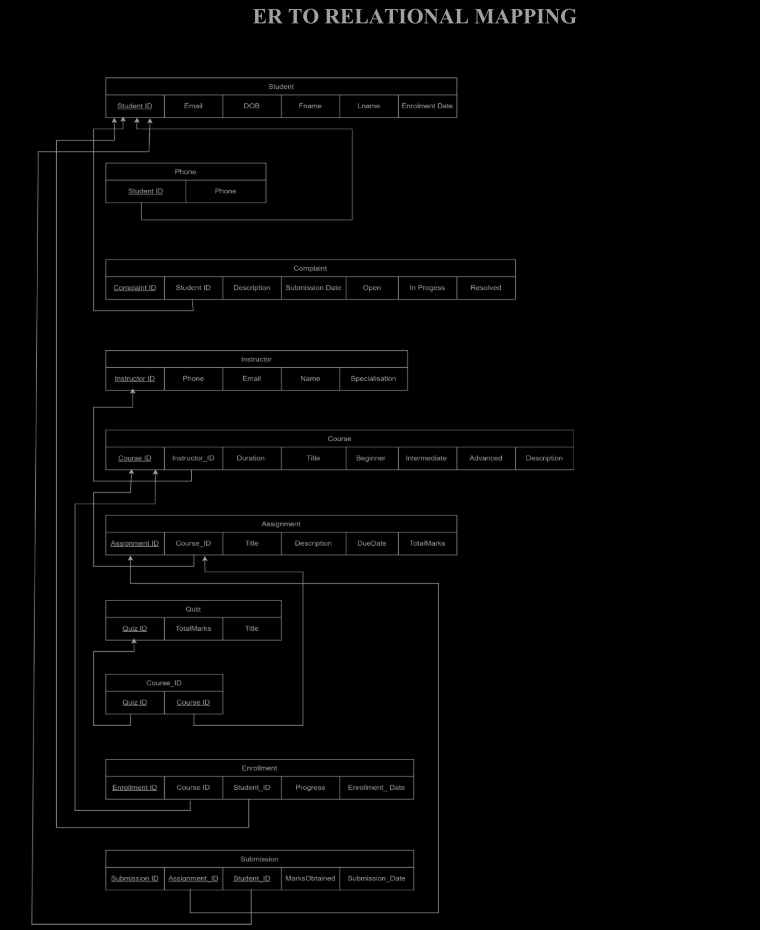 ER TO RELATIONAL MAPPING
Student
Student ID Email DOB Fname Lname Enrolment Date
Phone
Student ID Phone
Complaint
Complaint ID Student ID Description Submission Date Open In Progess Resolved
Instructor
Instructor ID Phone Email Name Specialisation
Course
Course ID Instructor_ID Duration Title Beginner Intermediate Advanced Description
Assignment
Assignment ID Course_ID Title Description DueDate TotalMarks
Quiz
Quiz ID TotalMarks Title
Course_ID
Quiz ID Course ID
Enrollment
Enrollment ID Course ID Student_ID Progress Enrollment_ Date
Submission
Submission ID Assignment_ID Student_ID MarksObtained Submission_Date